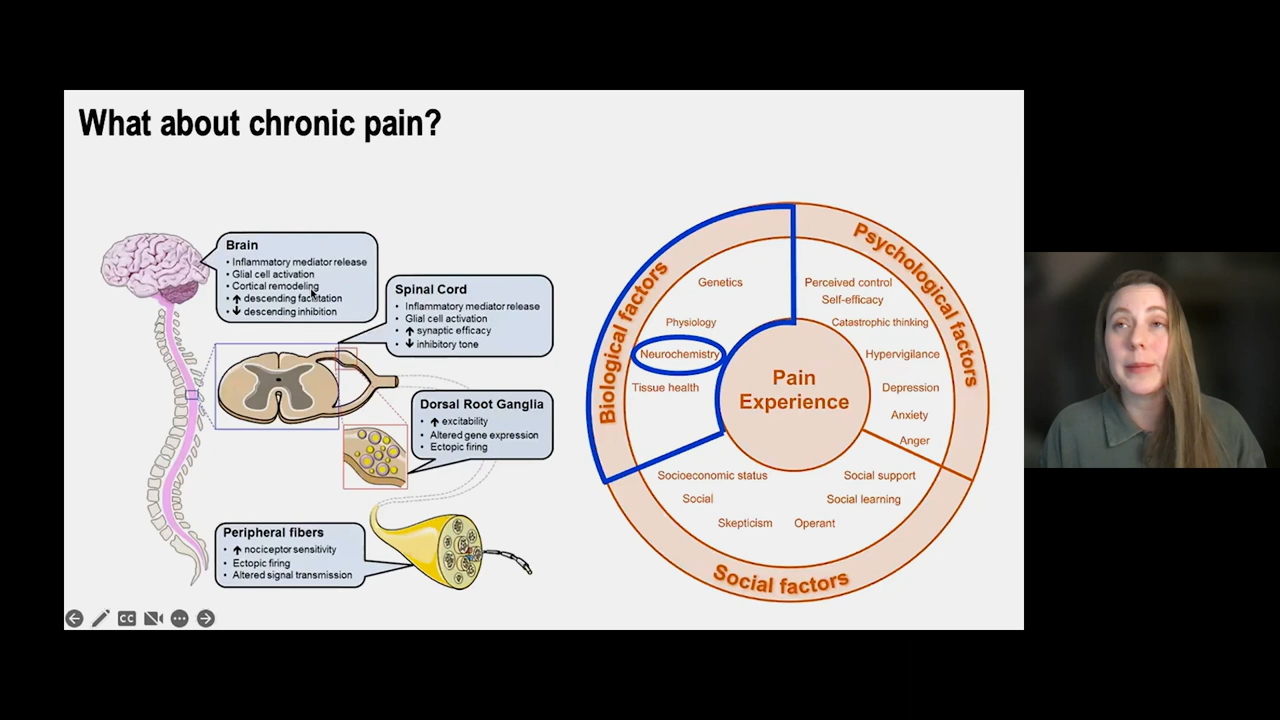 What about chronic pain?
Brain
• Inflammatory mediator release
• Glial cell activation
• Cortical remodeling
• ↑ descending facilitation
• ↓ descending inhibition
Spinal Cord
• Inflammatory mediator release
• Glial cell activation
• ↑ synaptic efficacy
• ↓ inhibitory tone
Dorsal Root Ganglia
• ↑ excitability
• Altered gene expression
• Ectopic firing
Peripheral fibers
• ↑ nociceptor sensitivity
• Ectopic firing
• Altered signal transmission
Biological factors
Genetics
Physiology
Neurochemistry
Tissue health
Psychological factors
Perceived control
Self-efficacy
Catastrophic thinking
Hypervigilance
Depression
Anxiety
Anger
Pain
Experience
Socioeconomic status
Social support
Social
Social learning
Skepticism
Operant
Social factors
CC